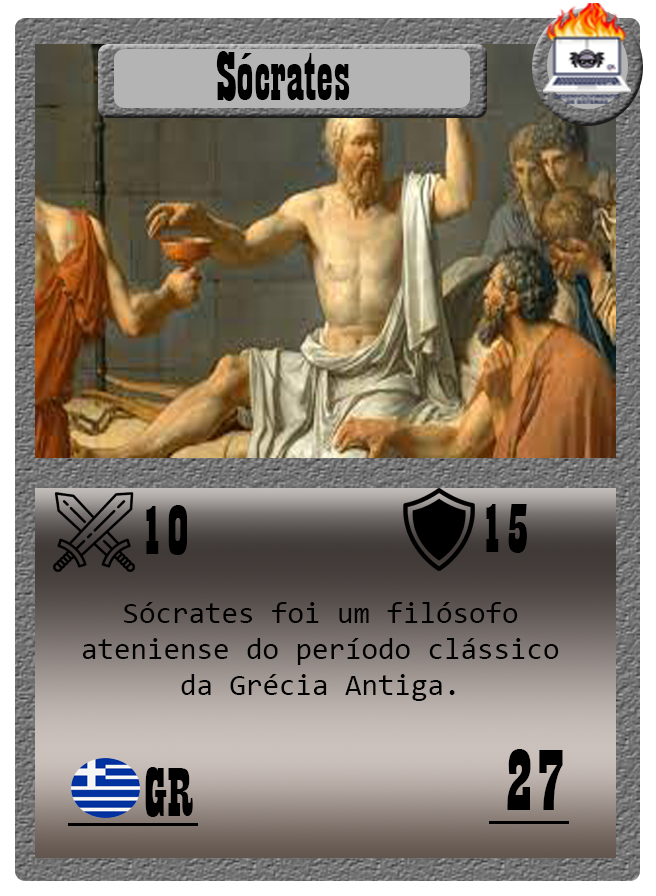 Sócrates
10
15
Sócrates foi um filósofo
ateniense do período clássico
da Grécia Antiga.
GR
27